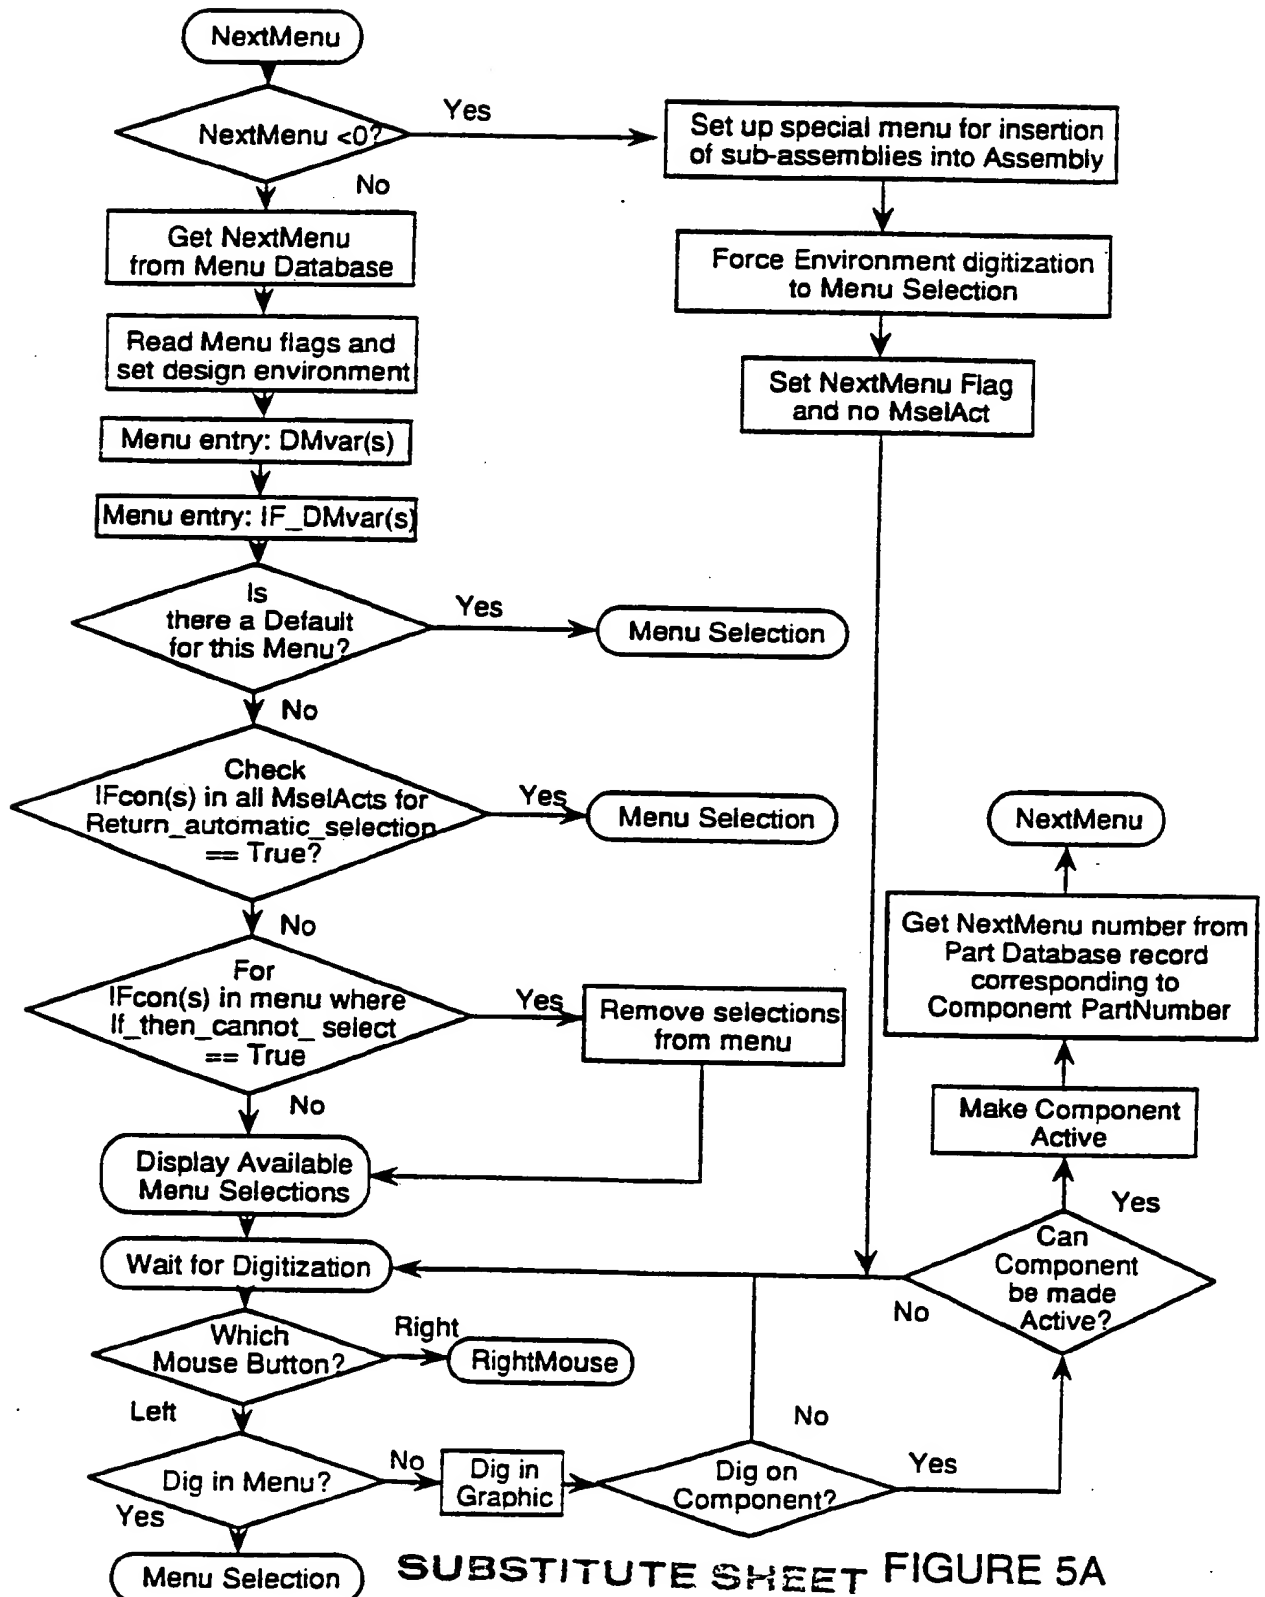 NextMenu
NextMenu <0?
Yes
No
Set up special menu for insertion
of sub-assemblies into Assembly
Get NextMenu
from Menu Database
Force Environment digitization
to Menu Selection
Read Menu flags and
set design environment
Set NextMenu Flag
and no MselAct
Menu entry: DMvar(s)
Menu entry: IF_DMvar(s)
Is
there a Default
for this Menu?
Yes
Menu Selection
No
Check
IFcon(s) in all MselActs for
Return_automatic_selection
== True?
Yes
Menu Selection
No
For
IFcon(s) in menu where
If_then_cannot_ select
== True
Yes
Remove selections
from menu
No
NextMenu
Get NextMenu number from
Part Database record
corresponding to
Component PartNumber
Make Component
Active
Yes
Can
Component
be made
Active?
No
Display Available
Menu Selections
Wait for Digitization
Which
Mouse Button?
Right
RightMouse
Left
Dig in Menu?
No
Dig in
Graphic
Dig on
Component?
No
Yes
Yes
Menu Selection
SUBSTITUTE SHEET FIGURE 5A